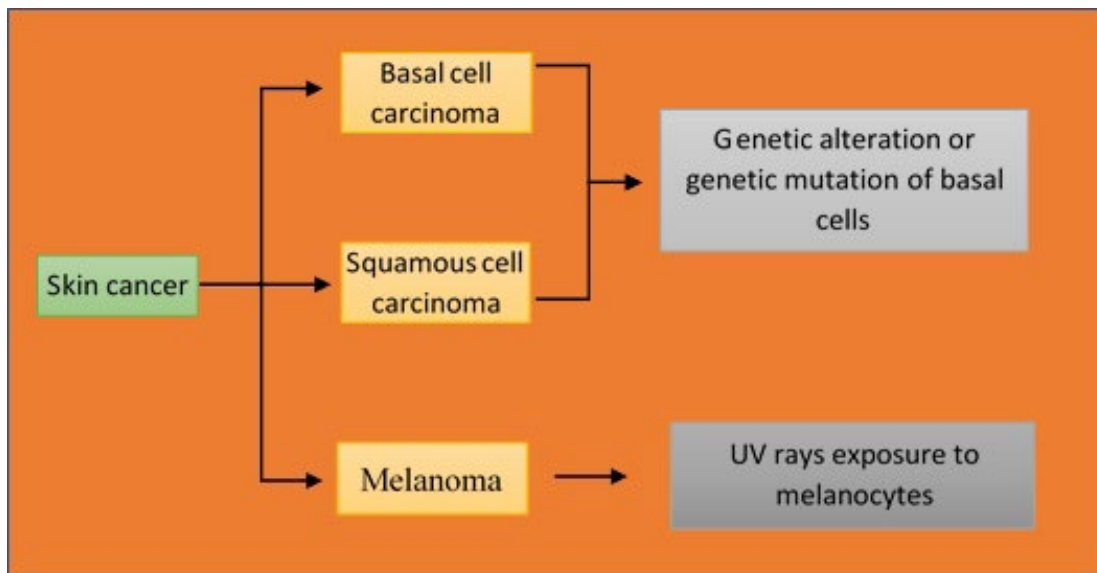 Basal cell
carcinoma
Genetic alteration or
genetic mutation of basal
cells
Skin cancer
Squamous cell
carcinoma
Melanoma
UV rays exposure to
melanocytes